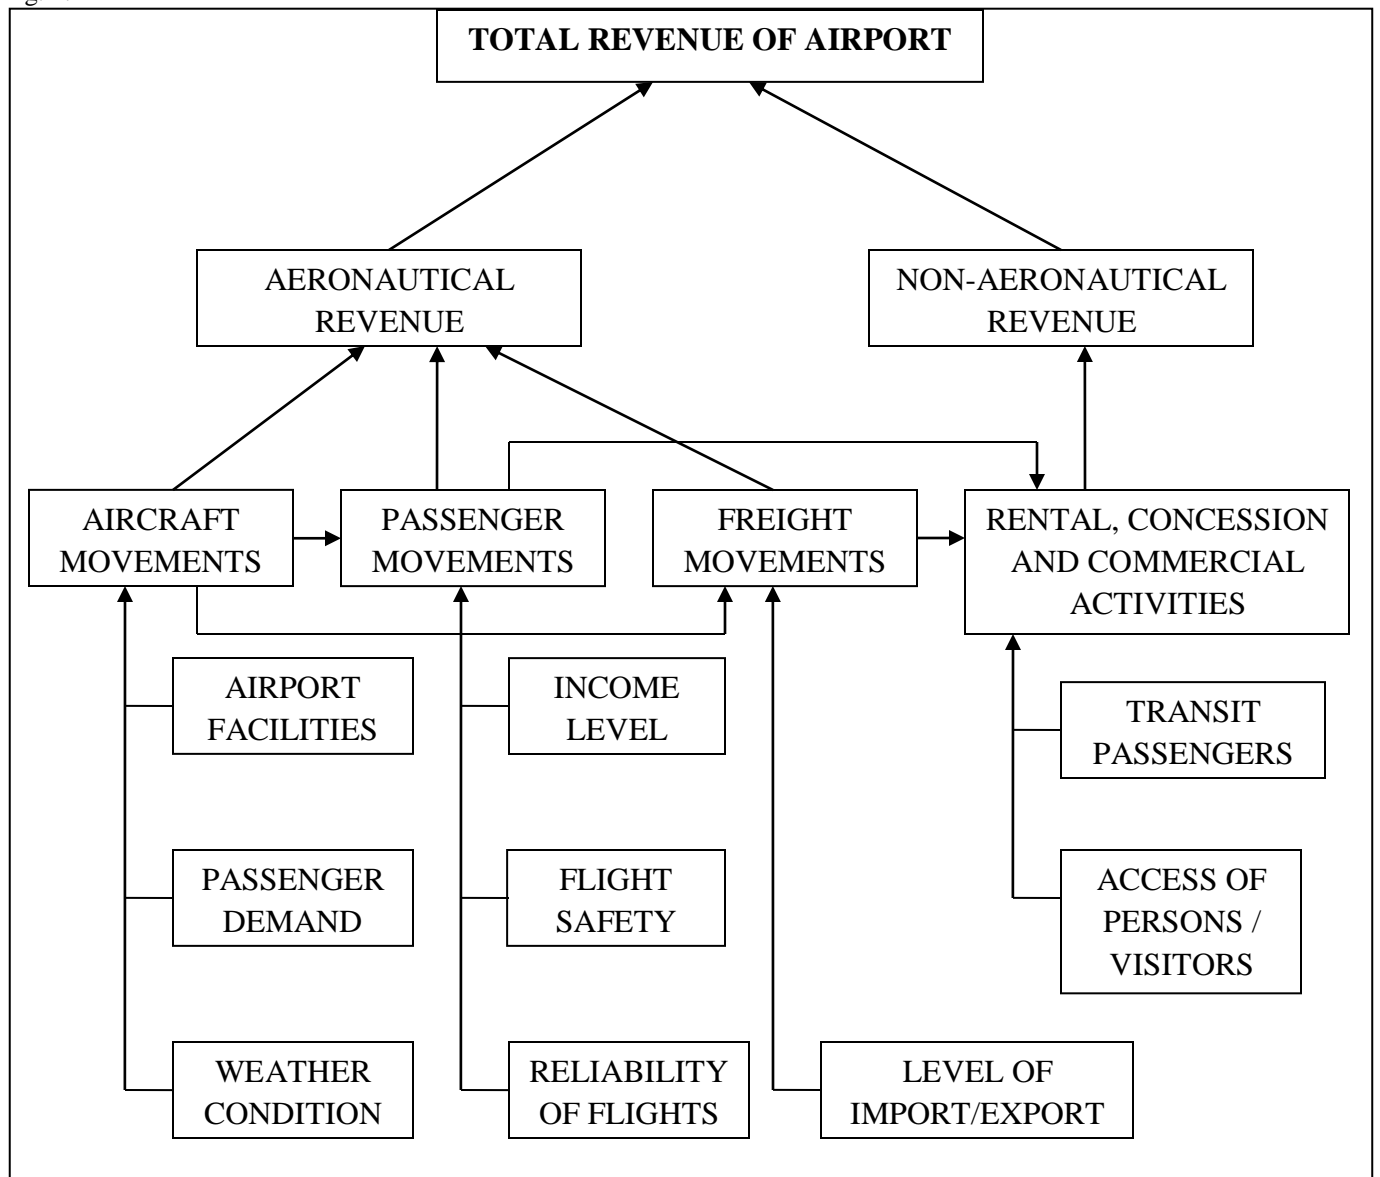 TOTAL REVENUE OF AIRPORT
AERONAUTICAL
REVENUE
NON-AERONAUTICAL
REVENUE
AIRCRAFT
MOVEMENTS
PASSENGER
MOVEMENTS
FREIGHT
MOVEMENTS
RENTAL, CONCESSION
AND COMMERCIAL
ACTIVITIES
AIRPORT
FACILITIES
INCOME
LEVEL
TRANSIT
PASSENGERS
PASSENGER
DEMAND
FLIGHT
SAFETY
ACCESS OF
PERSONS /
VISITORS
WEATHER
CONDITION
RELIABILITY
OF FLIGHTS
LEVEL OF
IMPORT/EXPORT